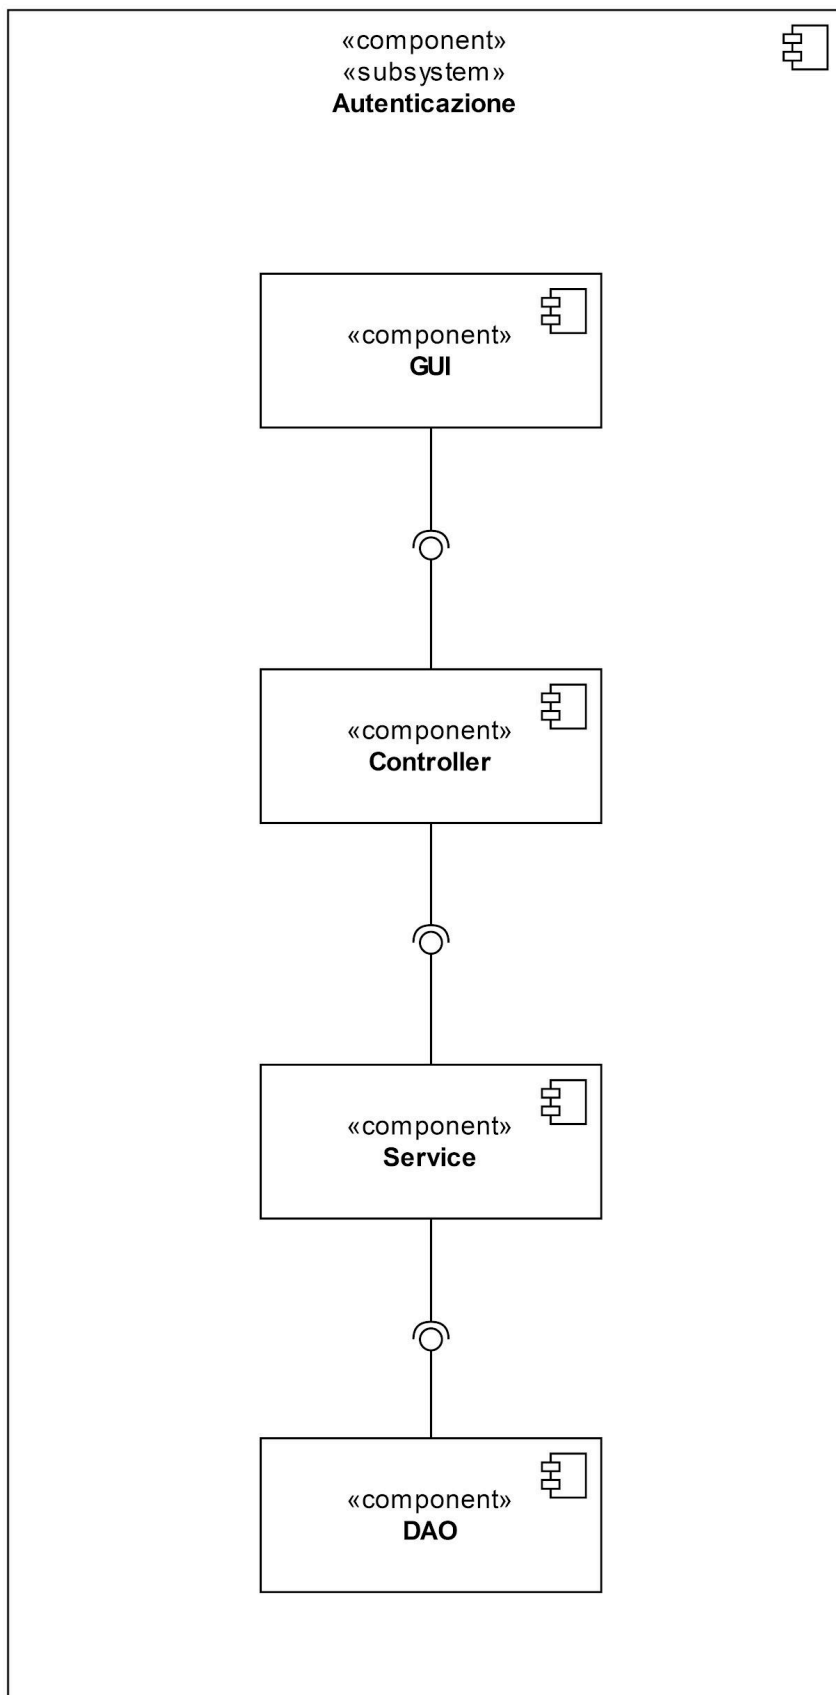 «component»
«subsystem»
Autenticazione
«component»
GUI
«component»
Controller
«component»
Service
«component»
DAO